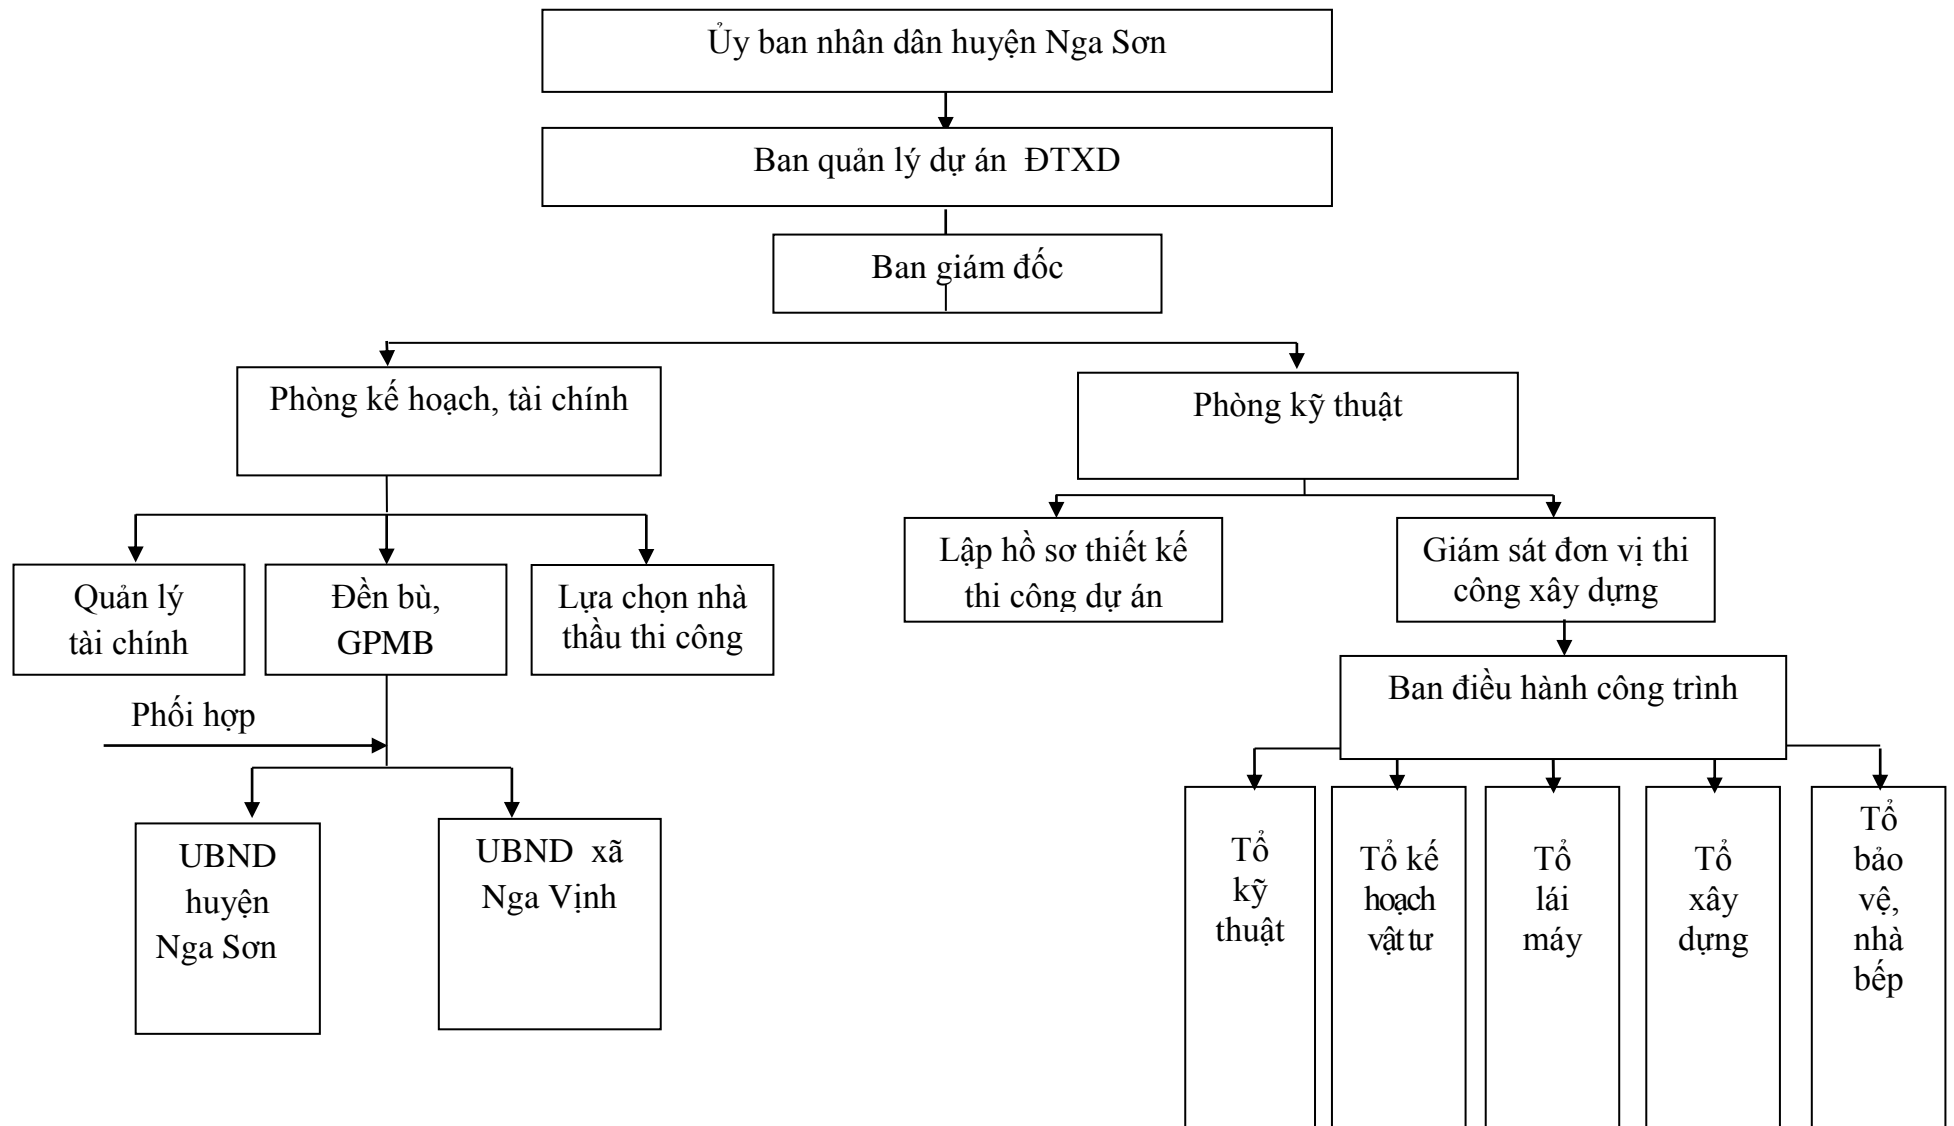 Ủy ban nhân dân huyện Nga Sơn
Ban quản lý dự án ĐTXD
Ban giám đốc
Phòng kế hoạch, tài chính
Phòng kỹ thuật
Quản lý
tài chính
Đền bù,
GPMB
Lựa chọn nhà
thầu thi công
Lập hồ sơ thiết kế
thi công dự án
Giám sát đơn vị thi
công xây dựng
Phối hợp
Ban điều hành công trình
UBND
huyện
Nga Sơn
UBND xã
Nga Vịnh
Tổ
kỹ
thuật
Tổ kế
hoạch
vật tư
Tổ
lái
máy
Tổ
xây
dựng
Tổ
bảo
vệ,
nhà
bếp